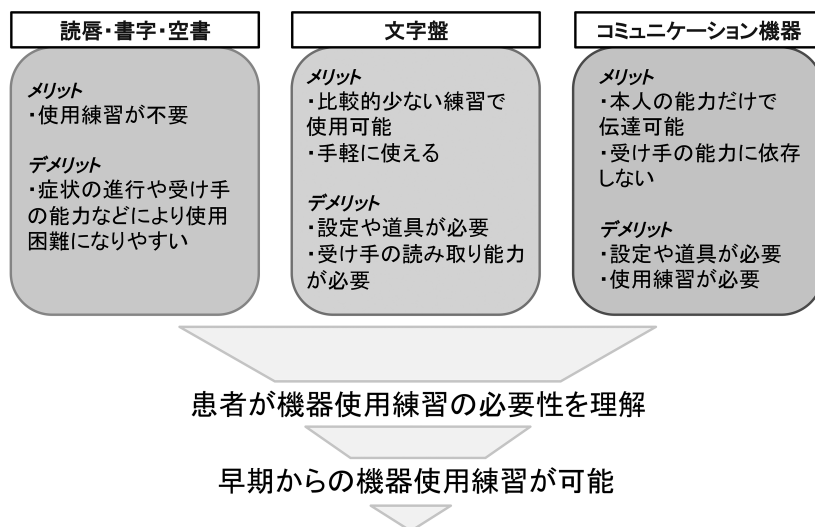 読唇・書字・空書
メリット
・使用練習が不要
デメリット
・症状の進行や受け手
の能力などにより使用
困難になりやすい
文字盤
メリット
・比較的少ない練習で
使用可能
・手軽に使える
デメリット
・設定や道具が必要
・受け手の読み取り能力
が必要
コミュニケーション機器
メリット
・本人の能力だけで
伝達可能
・受け手の能力に依存
しない
デメリット
・設定や道具が必要
・使用練習が必要
患者が機器使用練習の必要性を理解
早期からの機器使用練習が可能